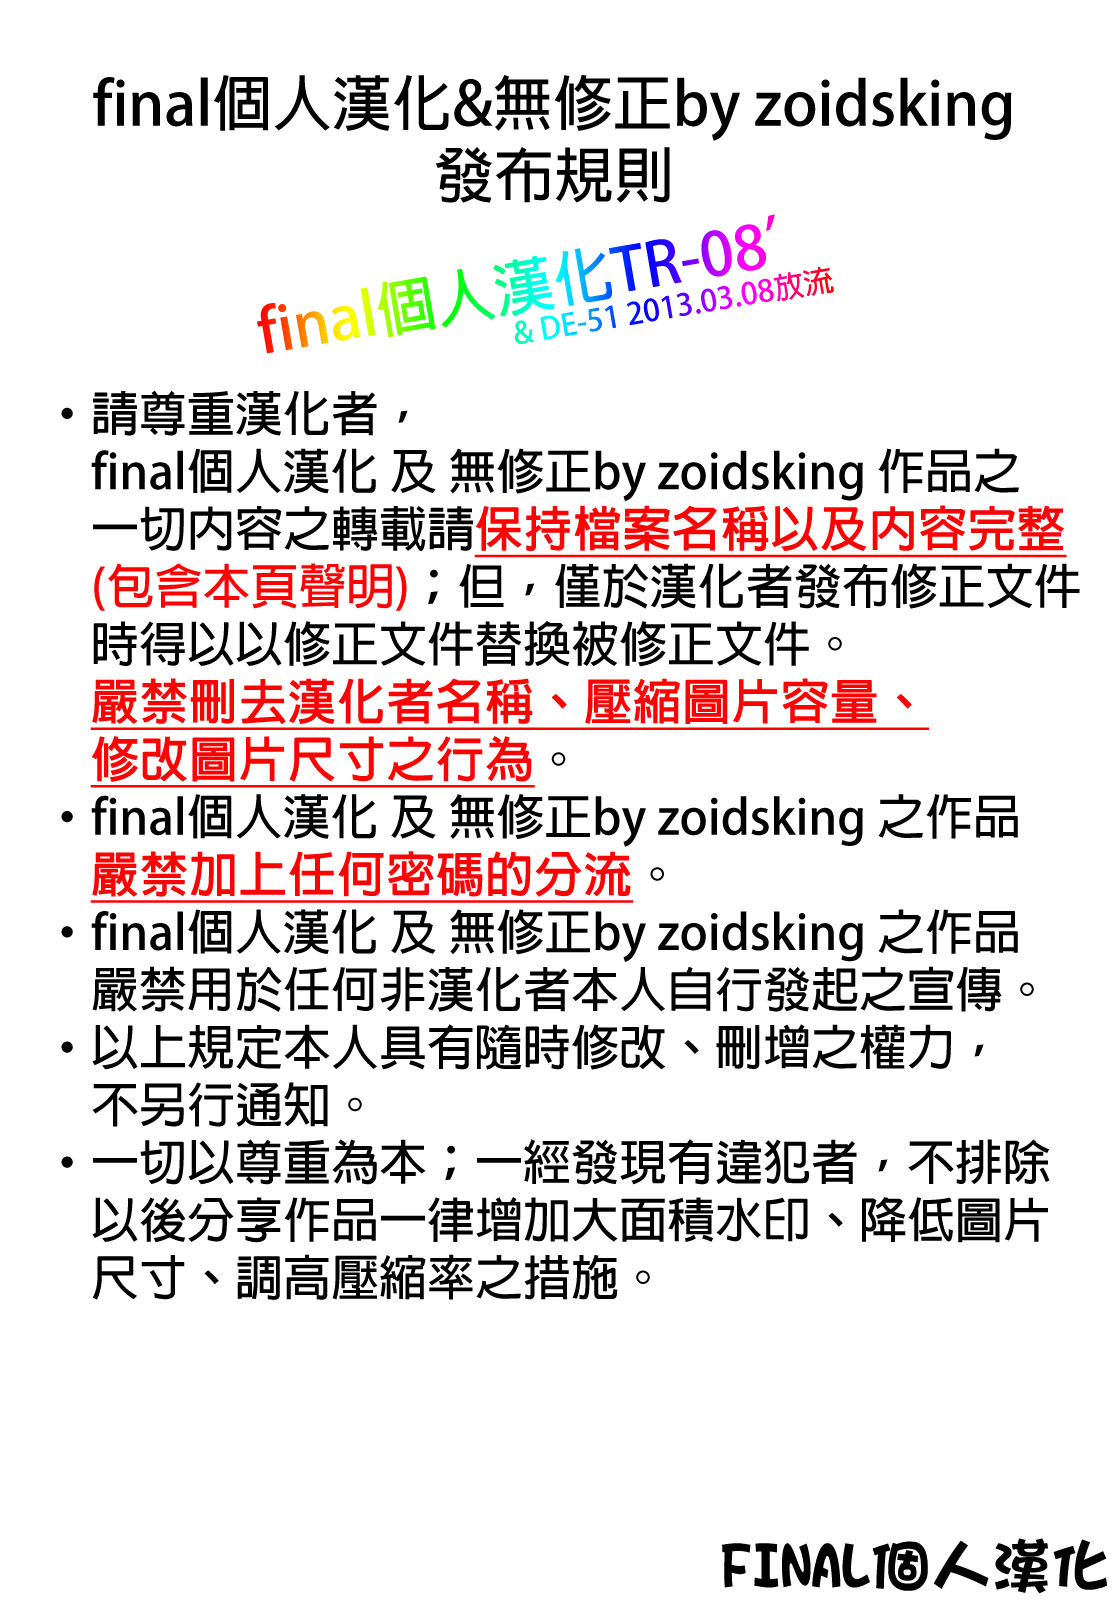 final個人漢化&無修正by zoidsking
發布規則
final個人漢化TR-08′
& DE-51 2013.03.08放流
・請尊重漢化者，
final個人漢化 及 無修正by zoidsking 作品之
一切内容之轉載請保持檔案名稱以及内容完整
(包含本頁聲明)；但，僅於漢化者發布修正文件
時得以以修正文件替換被修正文件。
嚴禁刪去漢化者名稱、壓縮圖片容量、
修改圖片尺寸之行為。
・final個人漢化 及 無修正by zoidsking 之作品
嚴禁加上任何密碼的分流。
・final個人漢化 及 無修正by zoidsking 之作品
嚴禁用於任何非漢化者本人自行發起之宣傳。
・以上規定本人具有隨時修改、刪增之權力，
不另行通知。
・一切以尊重為本；一經發現有違犯者，不排除
以後分享作品一律增加大面積水印、降低圖片
尺寸、調高壓縮率之措施。
FINAL個人漢化